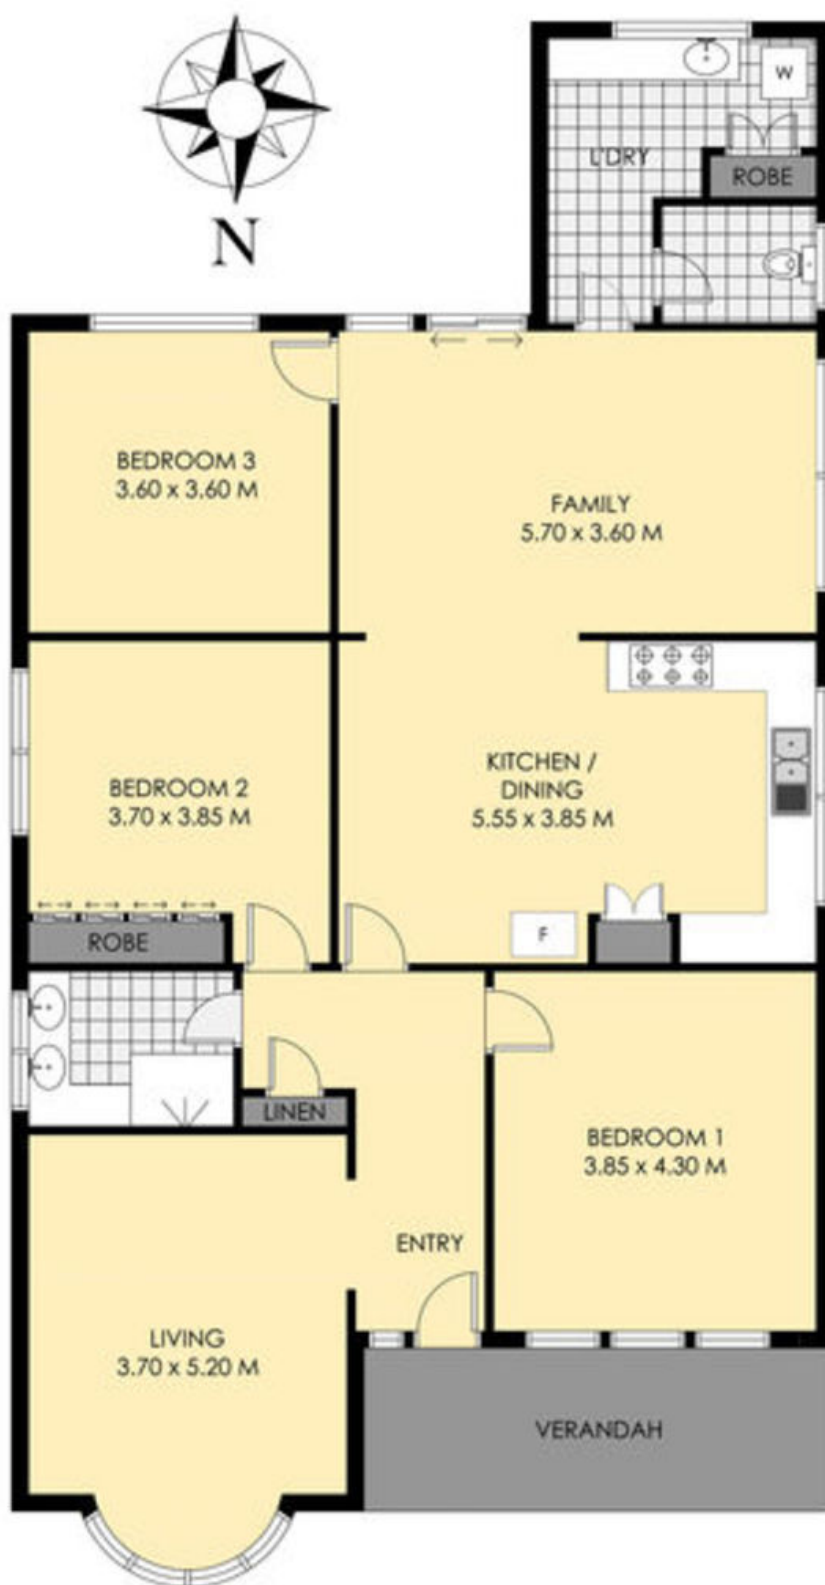 N
W
L'DRY
ROBE
BEDROOM 3
3.60 x 3.60 M
FAMILY
5.70 x 3.60 M
BEDROOM 2
3.70 x 3.85 M
KITCHEN /
DINING
5.55 x 3.85 M
ROBE
F
LINEN
BEDROOM 1
3.85 x 4.30 M
ENTRY
LIVING
3.70 x 5.20 M
VERANDAH